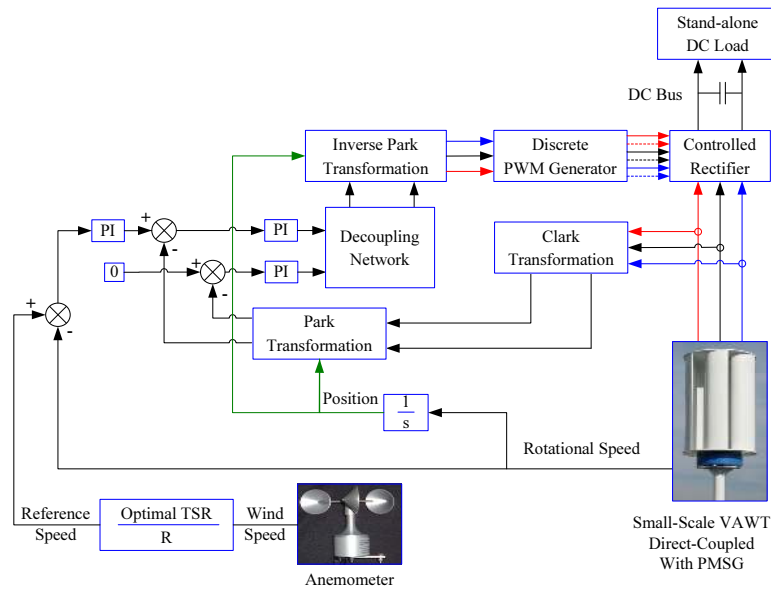 Stand-alone
DC Load
DC Bus
Inverse Park
Transformation
Discrete
PWM Generator
Controlled
Rectifier
+
PI
-
PI
Decoupling
Network
Clark
Transformation
0
+
-
PI
+
-
Park
Transformation
Position
1
s
Rotational Speed
Reference
Speed
Optimal TSR
R
Wind
Speed
Anemometer
Small-Scale VAWT
Direct-Coupled
With PMSG